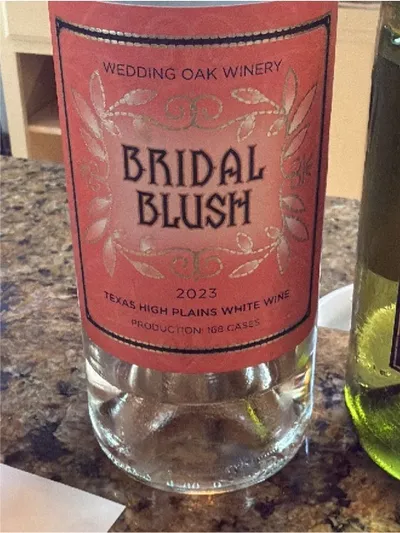 WEDDING OAK WINERY
BRIDAL
BLUSH
2023
TEXAS HIGH PLAINS WHITE WINE
PRODUCTION: 168 CASES